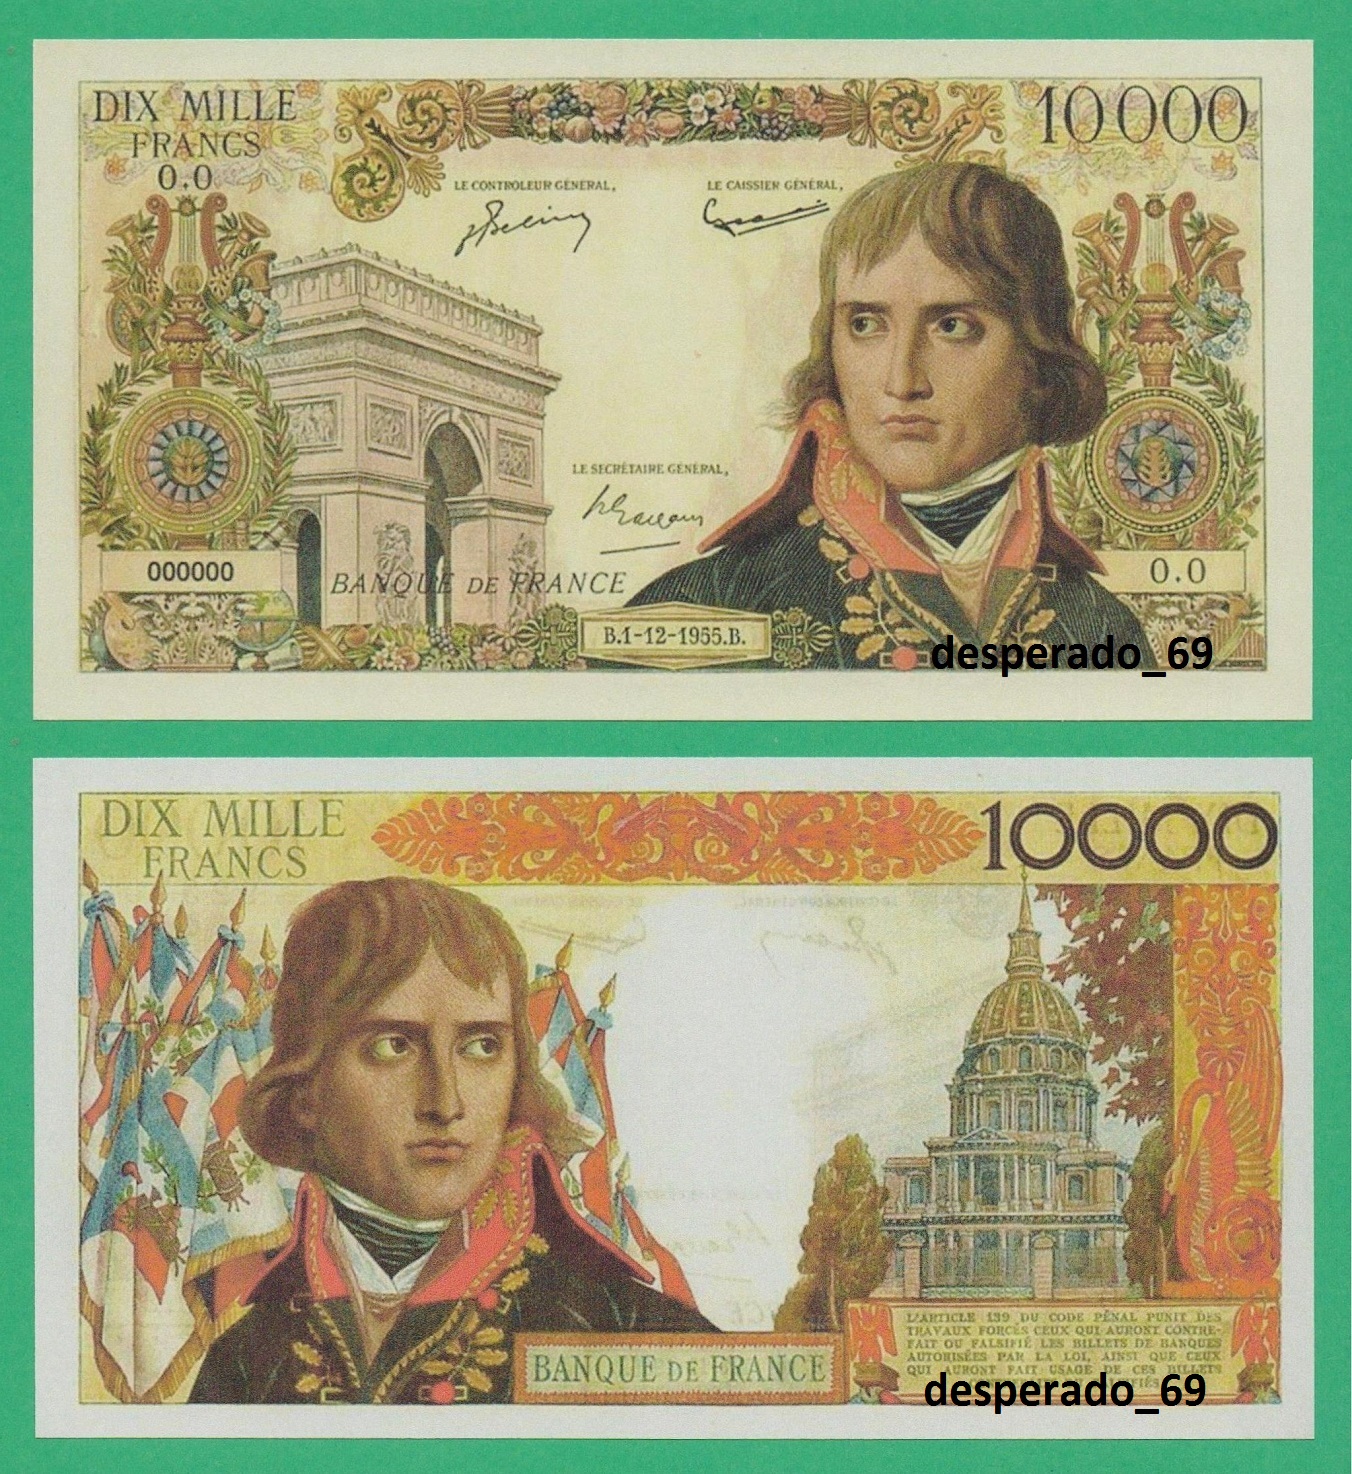 DIX MILLE
FRANCS
0.0
10000
LE CONTROLEUR GÉNÉRAL,
LE CAISSIER GÉNÉRAL,
LE SECRÉTAIRE GÉNÉRAL,
000000
BANQUE DE FRANCE
0.0
B.1-12-1955.B.
desperado_69
DIX MILLE
FRANCS
10000
L'ARTICLE 139 DU CODE PÉNAL PUNIT DES
TRAVAUX FORCÉS CEUX QUI AURONT CONTRE-
FAIT OU FALSIFIÉ LES BILLETS DE BANQUES
AUTORISÉES PAR LA LOI, AINSI QUE CEUX
QUI AURONT FAIT USAGE DE CES BILLETS
BANQUE DE FRANCE
desperado_69